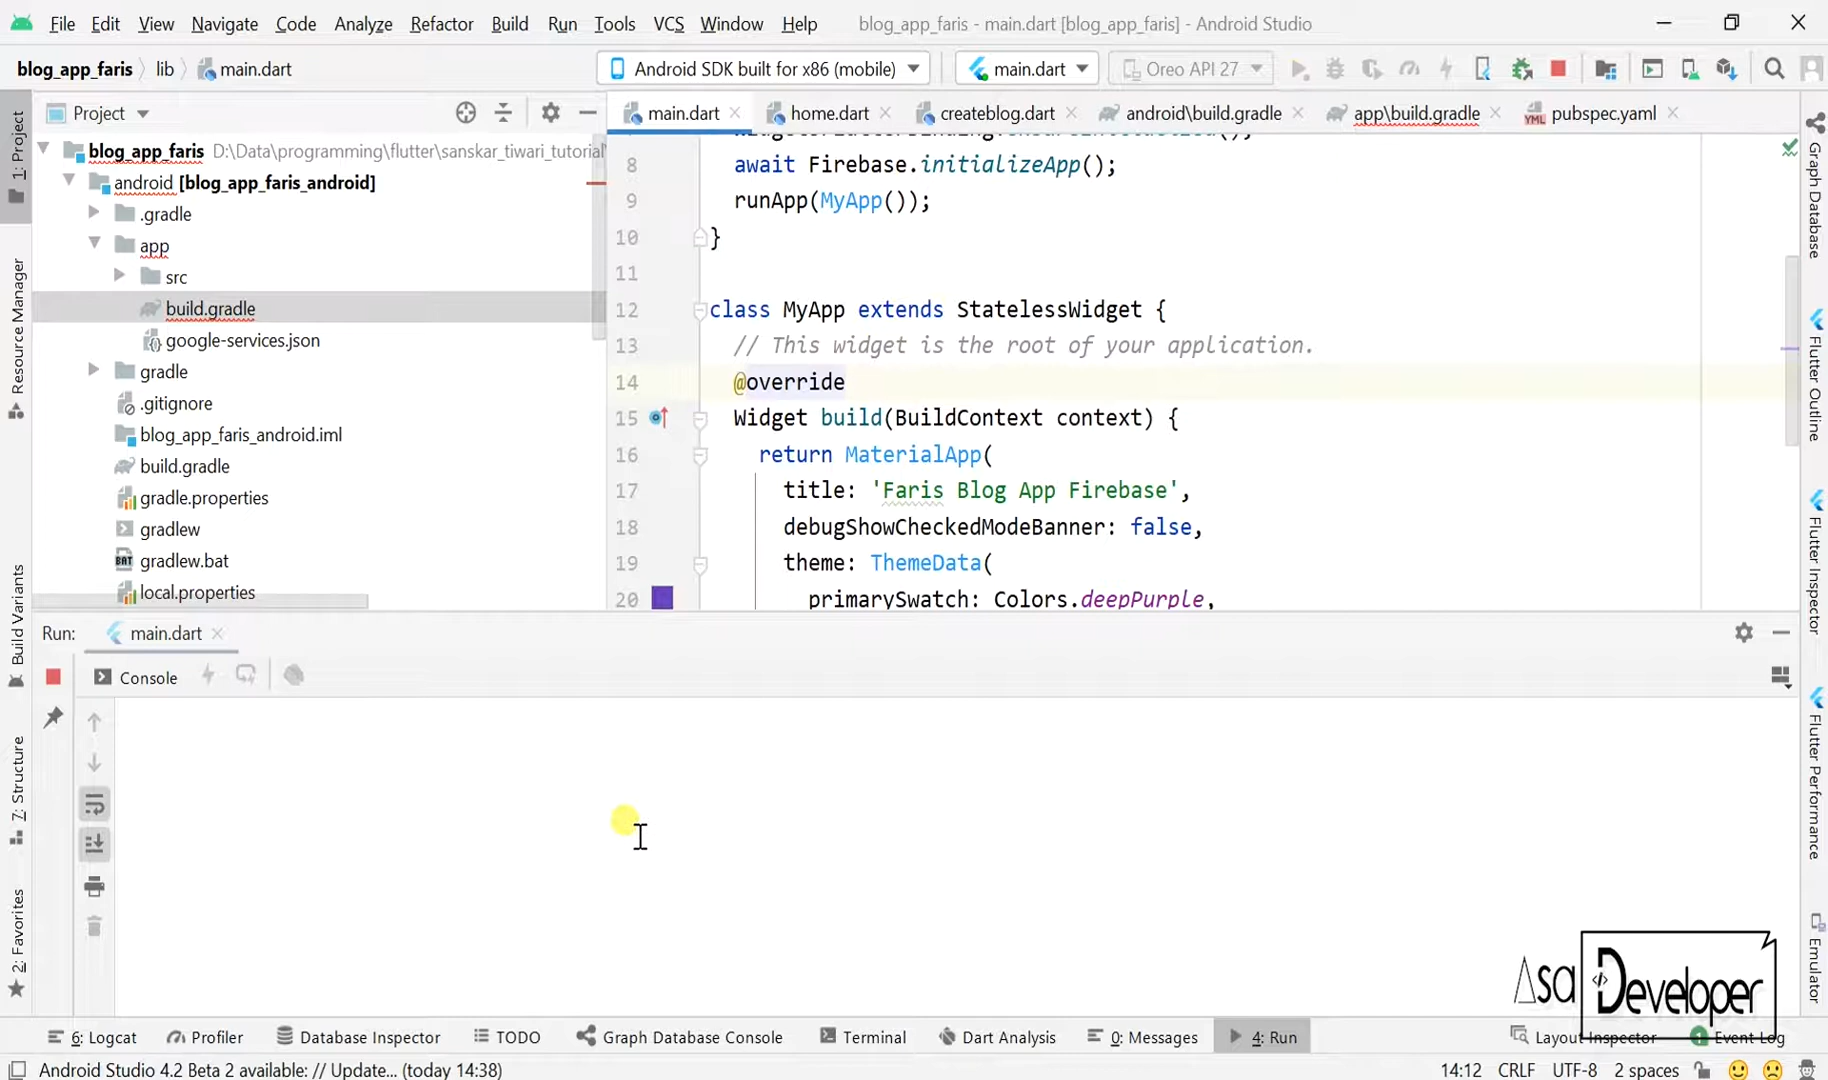 File Edit View Navigate Code Analyze Refactor Build Run Tools VCS Window Help blog_app_faris - main.dart [blog_app_faris] - Android Studio
blog_app_faris lib main.dart Android SDK built for x86 (mobile) main.dart Oreo API 27
Project main.dart home.dart createblog.dart android\build.gradle app\build.gradle pubspec.yaml
1: Project
Resource Manager
Build Variants
7: Structure
2: Favorites
blog_app_faris D:\Data\programming\flutter\sanskar_tiwari_tutorial
android [blog_app_faris_android]
.gradle
app
src
build.gradle
google-services.json
gradle
.gitignore
blog_app_faris_android.iml
build.gradle
gradle.properties
gradlew
gradlew.bat
local.properties
8 await Firebase.initializeApp();
9 runApp(MyApp());
10 }
11
12 class MyApp extends StatelessWidget {
13 // This widget is the root of your application.
14 @override
15 Widget build(BuildContext context) {
16 return MaterialApp(
17 title: 'Faris Blog App Firebase',
18 debugShowCheckedModeBanner: false,
19 theme: ThemeData(
20 primarySwatch: Colors.deepPurple,
Graph Database
Flutter Outline
Flutter Inspector
Flutter Performance
Emulator
Run: main.dart
Console
Asa Developer
6: Logcat Profiler Database Inspector TODO Graph Database Console Terminal Dart Analysis 0: Messages 4: Run Layout Inspector Event Log
Android Studio 4.2 Beta 2 available: // Update... (today 14:38) 14:12 CRLF UTF-8 2 spaces